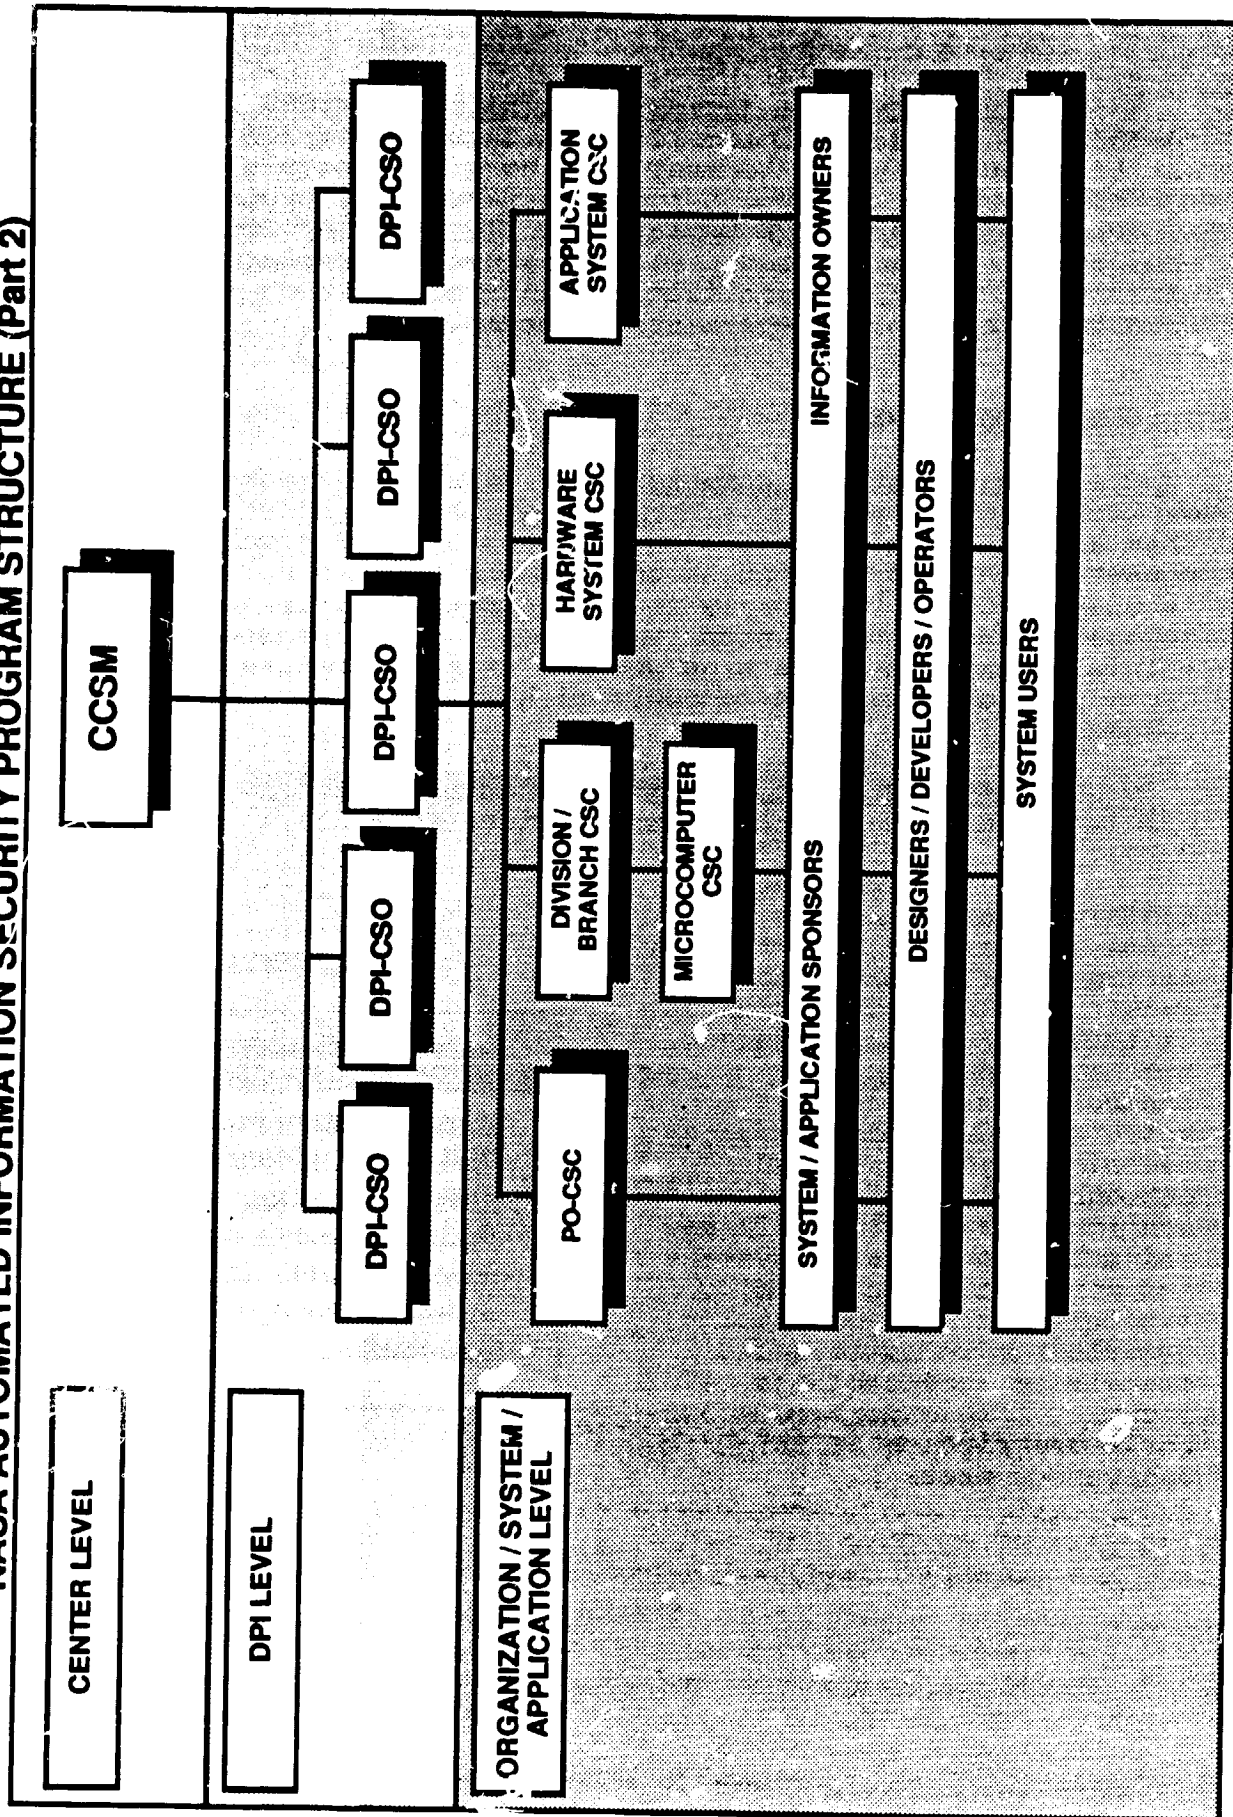 NASA AUTOMATED INFORMATION SECURITY PROGRAM STRUCTURE (Part 2)
CENTER LEVEL
CCSM
DPI LEVEL
DPI-CSO
DPI-CSO
DPI-CSO
DPI-CSO
DPI-CSO
ORGANIZATION / SYSTEM /
APPLICATION LEVEL
PO-CSC
DIVISION /
BRANCH CSC
HARDWARE
SYSTEM CSC
APPLICATION
SYSTEM CSC
MICROCOMPUTER
CSC
SYSTEM / APPLICATION SPONSORS
INFORMATION OWNERS
DESIGNERS / DEVELOPERS / OPERATORS
SYSTEM USERS